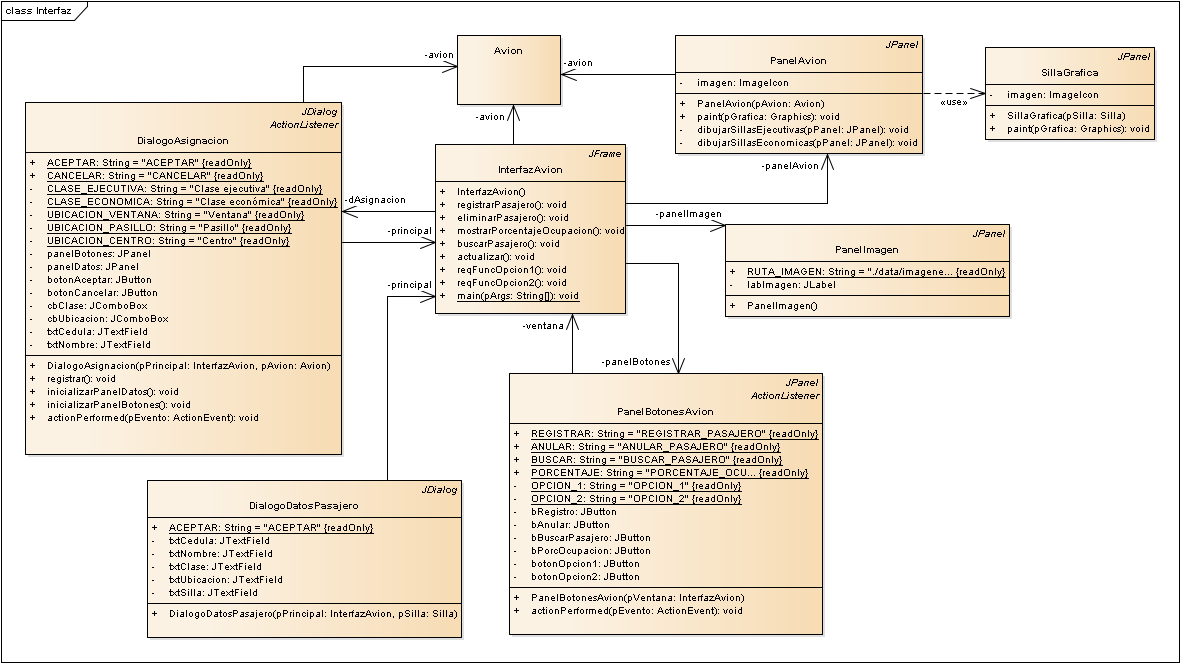 class Interfaz
Avion
-avion
-avion
-avion
JPanel
PanelAvion
- imagen: ImageIcon
+ PanelAvion(pAvion: Avion)
+ paint(pGrafica: Graphics): void
- dibujarSillasEjecutivas(pPanel: JPanel): void
- dibujarSillasEconomicas(pPanel: JPanel): void
«use»
JPanel
SillaGrafica
- imagen: ImageIcon
+ SillaGrafica(pSilla: Silla)
+ paint(pGrafica: Graphics): void
JDialog
ActionListener
DialogoAsignacion
+ ACEPTAR: String = "ACEPTAR" {readOnly}
+ CANCELAR: String = "CANCELAR" {readOnly}
- CLASE_EJECUTIVA: String = "Clase ejecutiva" {readOnly}
- CLASE_ECONOMICA: String = "Clase económica" {readOnly}
- UBICACION_VENTANA: String = "Ventana" {readOnly}
- UBICACION_PASILLO: String = "Pasillo" {readOnly}
- UBICACION_CENTRO: String = "Centro" {readOnly}
- panelBotones: JPanel
- panelDatos: JPanel
- botonAceptar: JButton
- botonCancelar: JButton
- cbClase: JComboBox
- cbUbicacion: JComboBox
- txtCedula: JTextField
- txtNombre: JTextField
+ DialogoAsignacion(pPrincipal: InterfazAvion, pAvion: Avion)
+ registrar(): void
+ inicializarPanelDatos(): void
+ inicializarPanelBotones(): void
+ actionPerformed(pEvento: ActionEvent): void
-dAsignacion
-principal
-principal
JFrame
InterfazAvion
+ InterfazAvion()
+ registrarPasajero(): void
+ eliminarPasajero(): void
+ mostrarPorcentajeOcupacion(): void
+ buscarPasajero(): void
+ actualizar(): void
+ reqFuncOpcion1(): void
+ reqFuncOpcion2(): void
+ main(pArgs: String[]): void
-panelAvion
-panelImagen
-ventana
-panelBotones
JPanel
PanelImagen
+ RUTA_IMAGEN: String = "./data/imagene... {readOnly}
- labImagen: JLabel
+ PanelImagen()
JPanel
ActionListener
PanelBotonesAvion
+ REGISTRAR: String = "REGISTRAR_PASAJERO" {readOnly}
+ ANULAR: String = "ANULAR_PASAJERO" {readOnly}
+ BUSCAR: String = "BUSCAR_PASAJERO" {readOnly}
+ PORCENTAJE: String = "PORCENTAJE_OCU... {readOnly}
- OPCION_1: String = "OPCION_1" {readOnly}
- OPCION_2: String = "OPCION_2" {readOnly}
- bRegistro: JButton
- bAnular: JButton
- bBuscarPasajero: JButton
- bPorcOcupacion: JButton
- botonOpcion1: JButton
- botonOpcion2: JButton
+ PanelBotonesAvion(pVentana: InterfazAvion)
+ actionPerformed(pEvento: ActionEvent): void
JDialog
DialogoDatosPasajero
+ ACEPTAR: String = "ACEPTAR" {readOnly}
- txtCedula: JTextField
- txtNombre: JTextField
- txtClase: JTextField
- txtUbicacion: JTextField
- txtSilla: JTextField
+ DialogoDatosPasajero(pPrincipal: InterfazAvion, pSilla: Silla)